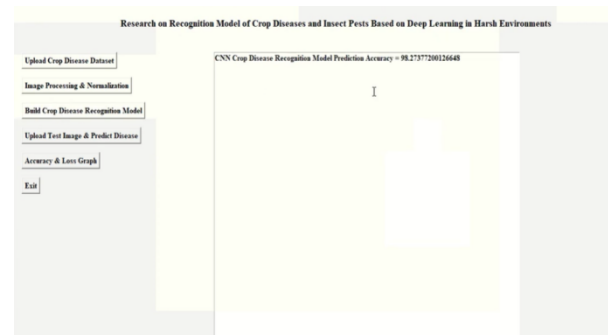 Research on Recognition Model of Crop Diseases and Insect Pests Based on Deep Learning in Harsh Environments
Upload Crop Disease Dataset
CNN Crop Disease Recognition Model Prediction Accuracy = 98.27377200126648
Image Processing & Normalization
Build Crop Disease Recognition Model
Upload Test Image & Predict Disease
Accuracy & Loss Graph
Exit